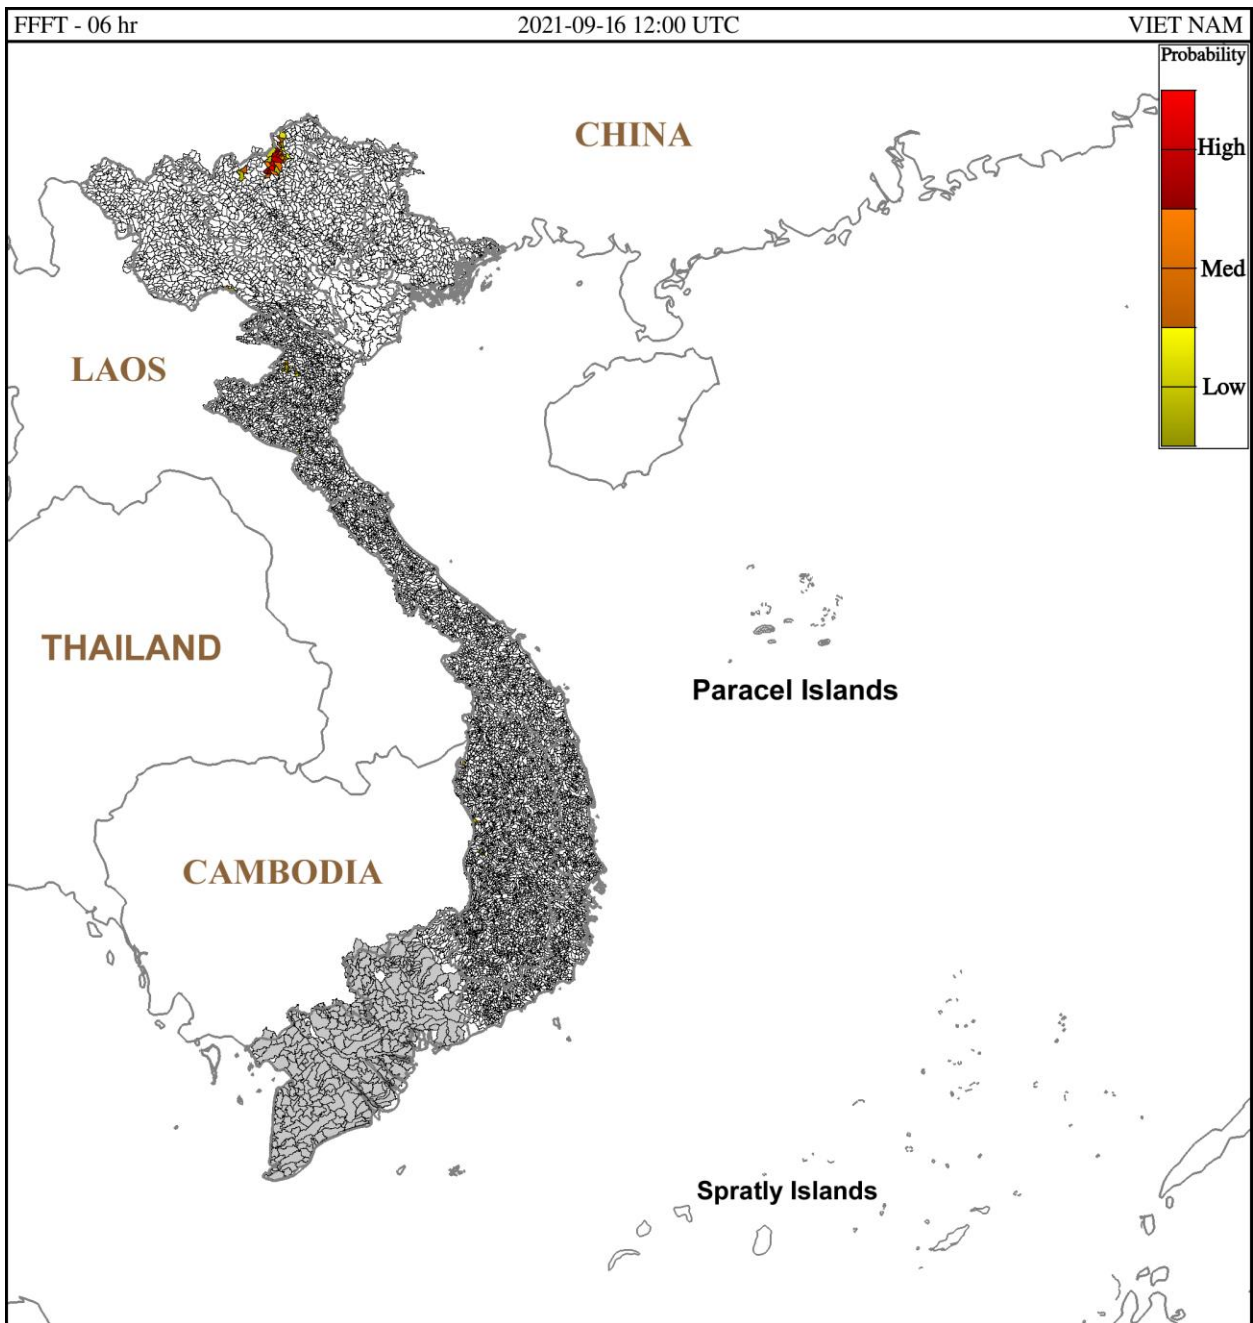 FFFT - 06 hr 2021-09-16 12:00 UTC VIET NAM
Probability
High
Med
Low
CHINA
LAOS
THAILAND
Paracel Islands
CAMBODIA
Spratly Islands